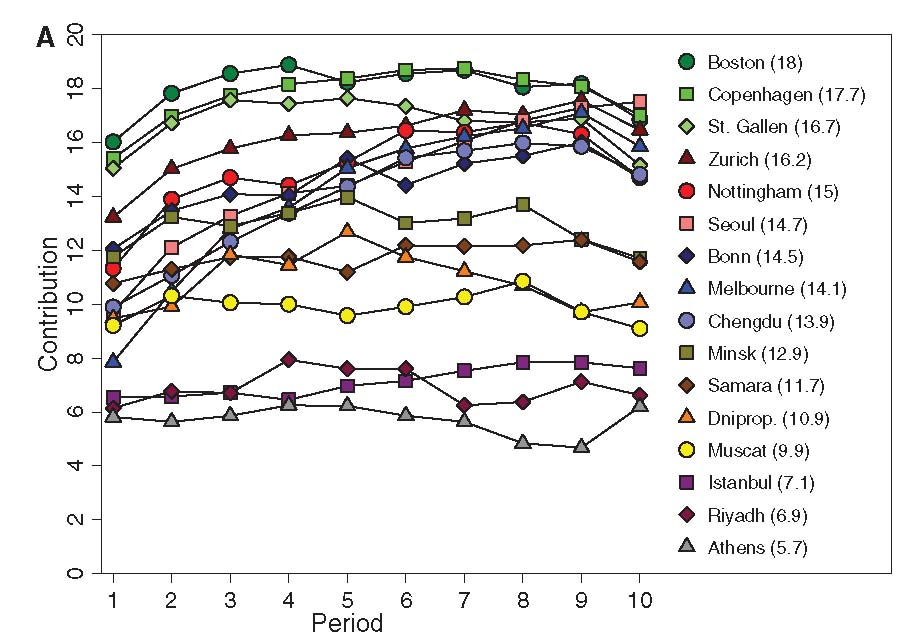 A
20
18
16
14
12
10
8
6
4
2
0
Contribution
1 2 3 4 5 6 7 8 9 10
Period
Boston (18)
Copenhagen (17.7)
St. Gallen (16.7)
Zurich (16.2)
Nottingham (15)
Seoul (14.7)
Bonn (14.5)
Melbourne (14.1)
Chengdu (13.9)
Minsk (12.9)
Samara (11.7)
Dniprop. (10.9)
Muscat (9.9)
Istanbul (7.1)
Riyadh (6.9)
Athens (5.7)